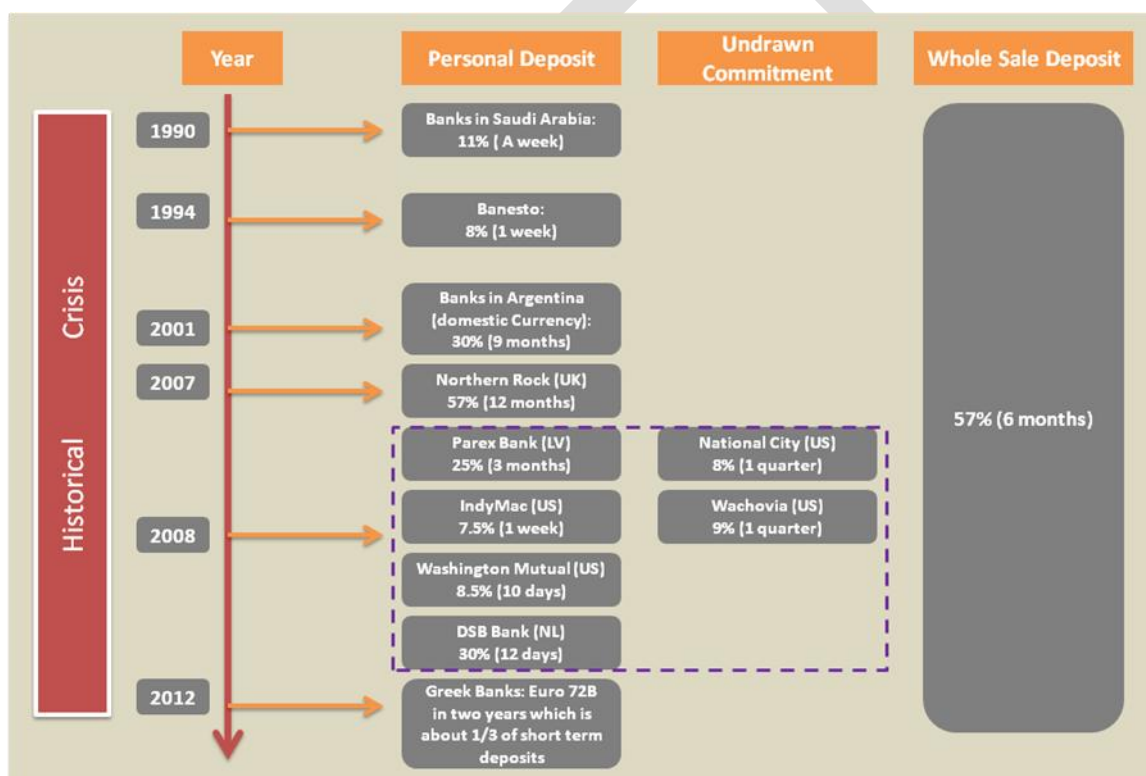 Year
Personal Deposit
Undrawn
Commitment
Whole Sale Deposit
Historical Crisis
1990
Banks in Saudi Arabia:
11% ( A week)
1994
Banesto:
8% (1 week)
2001
Banks in Argentina
(domestic Currency):
30% (9 months)
2007
Northern Rock (UK)
57% (12 months)
2008
Parex Bank (LV)
25% (3 months)
National City (US)
8% (1 quarter)
IndyMac (US)
7.5% (1 week)
Wachovia (US)
9% (1 quarter)
Washington Mutual (US)
8.5% (10 days)
DSB Bank (NL)
30% (12 days)
2012
Greek Banks: Euro 72B
in two years which is
about 1/3 of short term
deposits
57% (6 months)